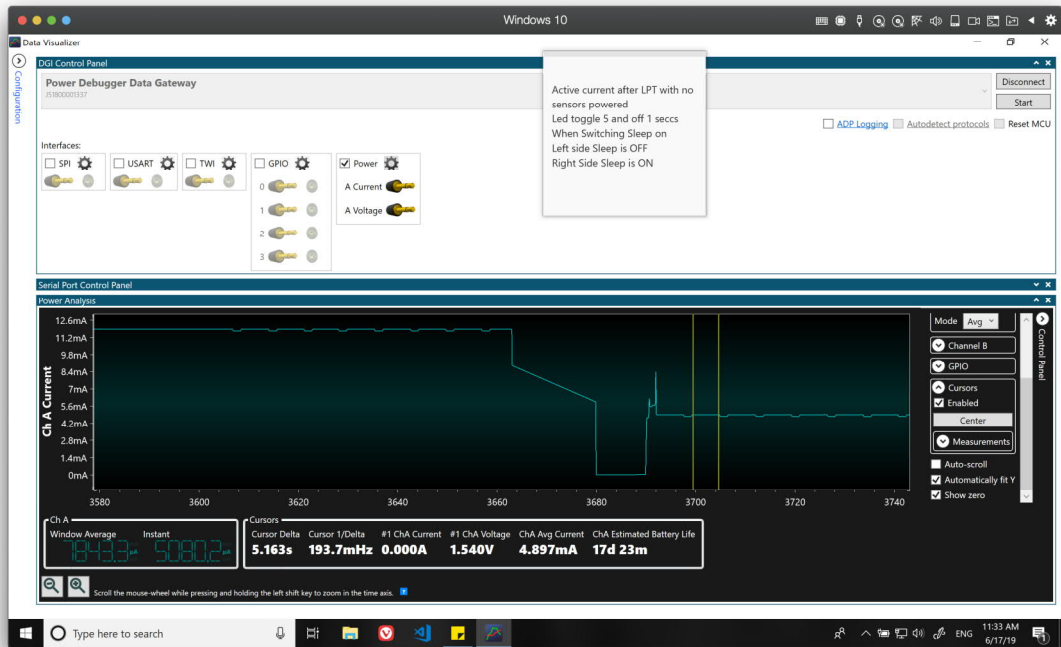 Windows 10
Data Visualizer
Configuration
DGI Control Panel
Power Debugger Data Gateway
J51800001337
Disconnect
Start
ADP Logging Autodetect protocols Reset MCU
Interfaces:
SPI USART TWI GPIO Power
0
1
2
3
A Current
A Voltage
Active current after LPT with no
sensors powered
Led toggle 5 and off 1 seccs
When Switching Sleep on
Left side Sleep is OFF
Right Side Sleep is ON
Serial Port Control Panel
Power Analysis
Ch A Current
12.6mA
11.2mA
9.8mA
8.4mA
7mA
5.6mA
4.2mA
2.8mA
1.4mA
0mA
3580 3600 3620 3640 3660 3680 3700 3720 3740
Mode Avg
Channel B
GPIO
Cursors
Enabled
Center
Measurements
Auto-scroll
Automatically fit Y
Show zero
Control Panel
Ch A
Window Average Instant
7843.3 µA 5080.2 µA
Cursors
Cursor Delta Cursor 1/Delta #1 ChA Current #1 ChA Voltage ChA Avg Current ChA Estimated Battery Life
5.163s 193.7mHz 0.000A 1.540V 4.897mA 17d 23m
Scroll the mouse-wheel while pressing and holding the left shift key to zoom in the time axis. ?
Type here to search
ENG
11:33 AM
6/17/19
1